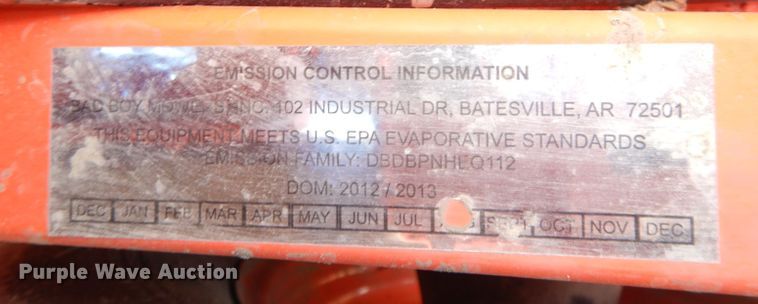 EMISSION CONTROL INFORMATION
BAD BOY MOWERS INC. 102 INDUSTRIAL DR, BATESVILLE, AR 72501
THIS EQUIPMENT MEETS U.S. EPA EVAPORATIVE STANDARDS
EMISSION FAMILY: DBDBPNHEQ112
DOM: 2012 / 2013
DEC JAN FEB MAR APR MAY JUN JUL SEPT OCT NOV DEC
Purple Wave Auction